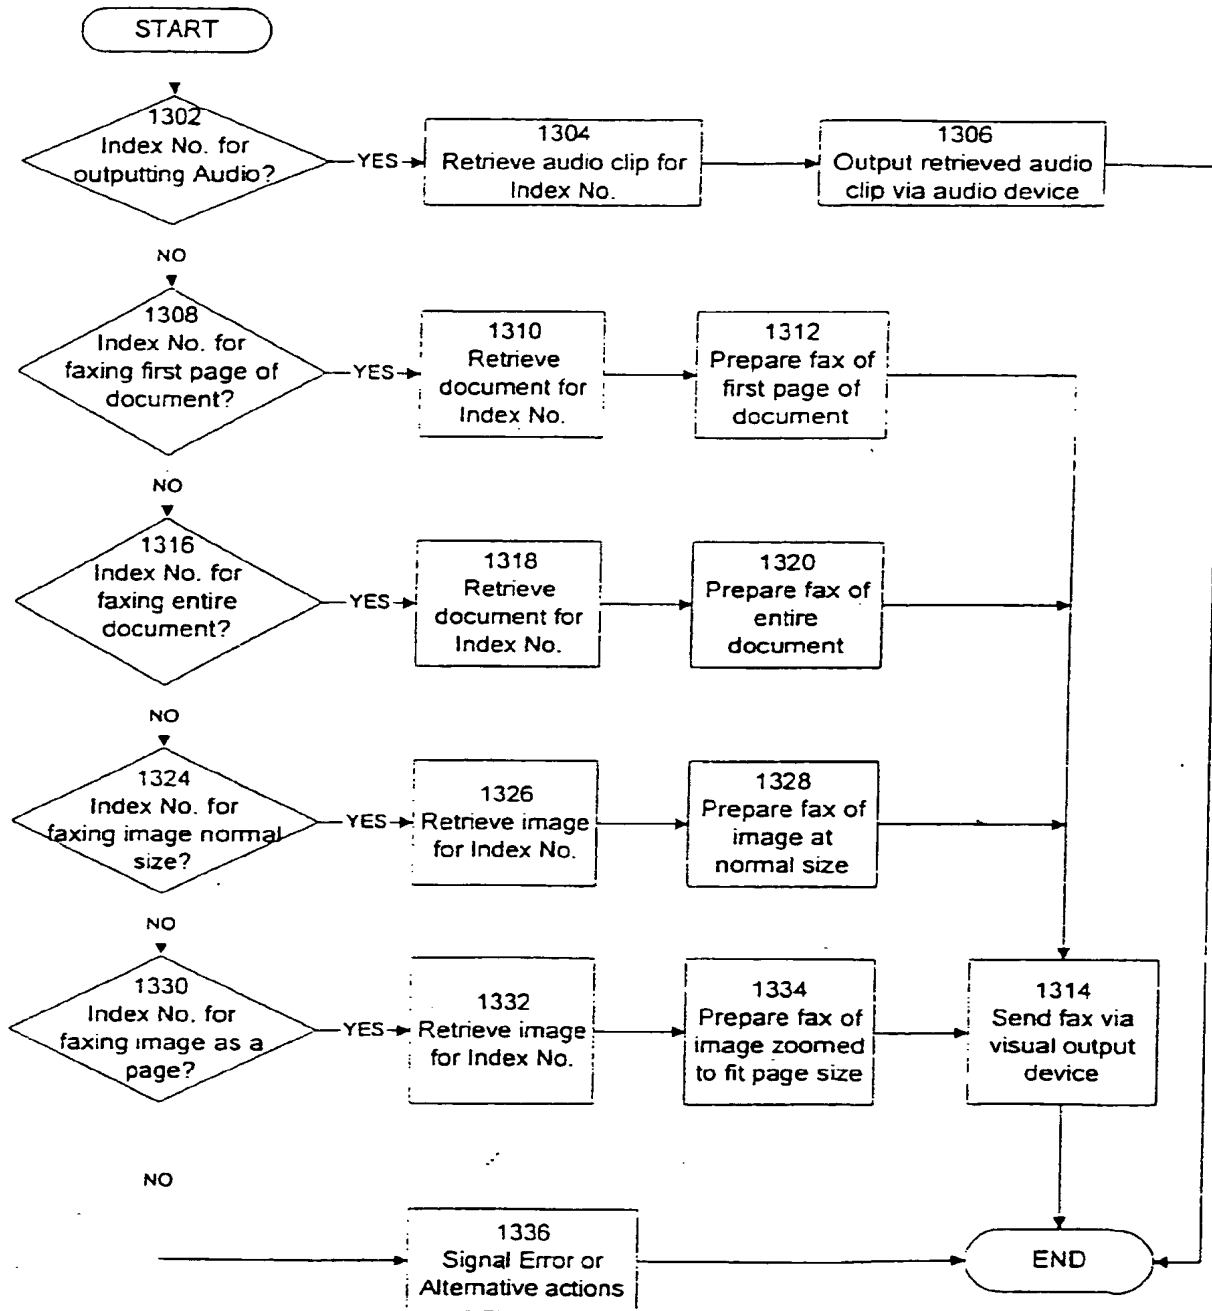 START
1302
Index No. for
outputting Audio?
YES
1304
Retrieve audio clip for
Index No.
1306
Output retrieved audio
clip via audio device
NO
1308
Index No. for
faxing first page of
document?
YES
1310
Retrieve
document for
Index No.
1312
Prepare fax of
first page of
document
NO
1316
Index No. for
faxing entire
document?
YES
1318
Retrieve
document for
Index No.
1320
Prepare fax of
entire
document
NO
1324
Index No. for
faxing image normal
size?
YES
1326
Retrieve image
for Index No.
1328
Prepare fax of
image at
normal size
NO
1330
Index No. for
faxing image as a
page?
YES
1332
Retrieve image
for Index No.
1334
Prepare fax of
image zoomed
to fit page size
1314
Send fax via
visual output
device
NO
1336
Signal Error or
Alternative actions
END